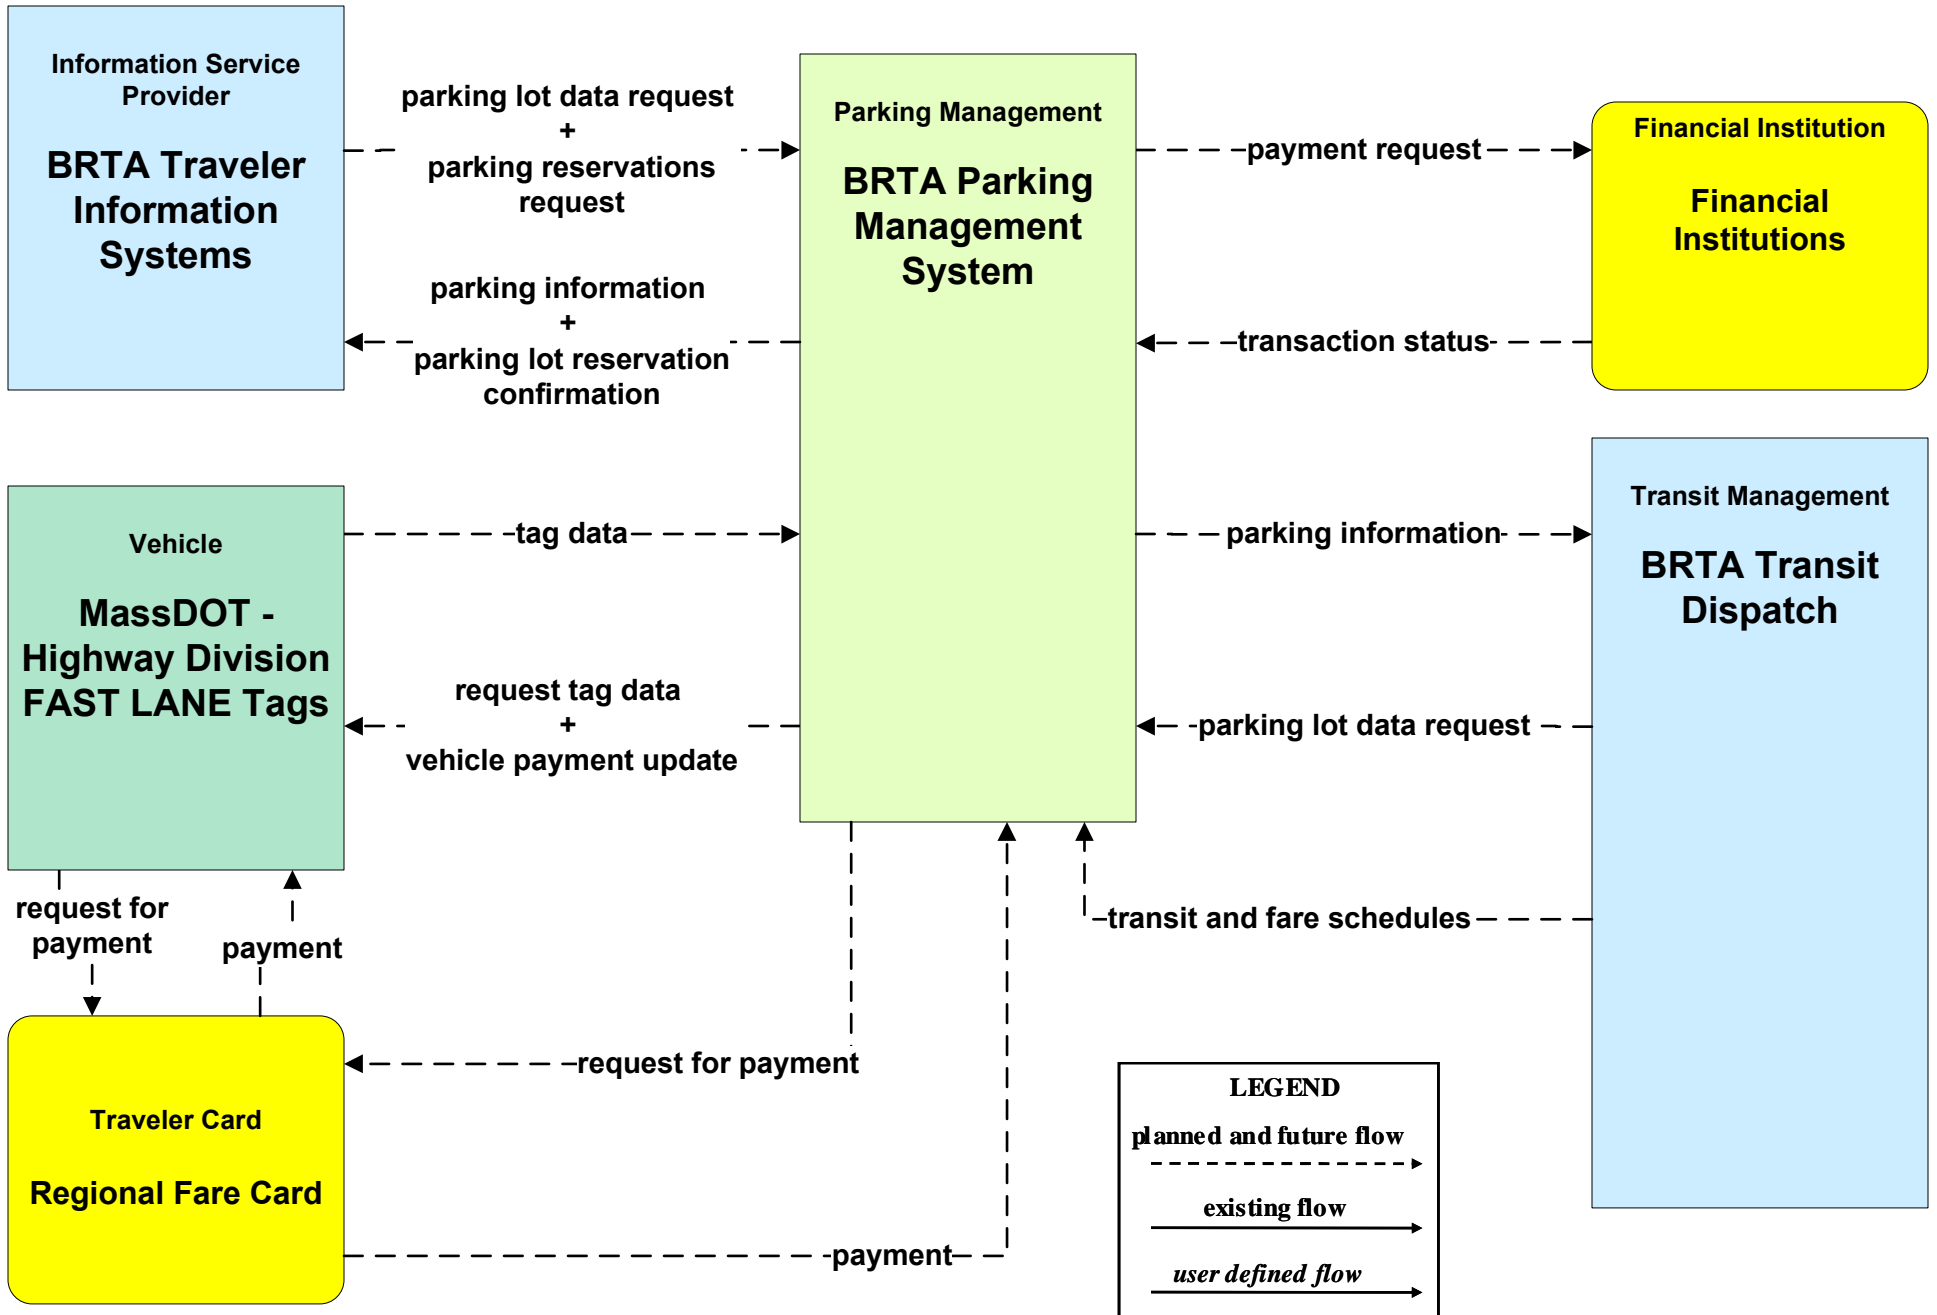 Information Service
Provider
BRTA Traveler
Information
Systems
parking lot data request
+
parking reservations
request
parking information
+
parking lot reservation
confirmation
Parking Management
BRTA Parking
Management
System
payment request
transaction status
Financial Institution
Financial
Institutions
Vehicle
MassDOT -
Highway Division
FAST LANE Tags
tag data
request tag data
+
vehicle payment update
parking information
parking lot data request
transit and fare schedules
Transit Management
BRTA Transit
Dispatch
request for
payment
payment
request for payment
Traveler Card
Regional Fare Card
payment
LEGEND
planned and future flow
existing flow
user defined flow